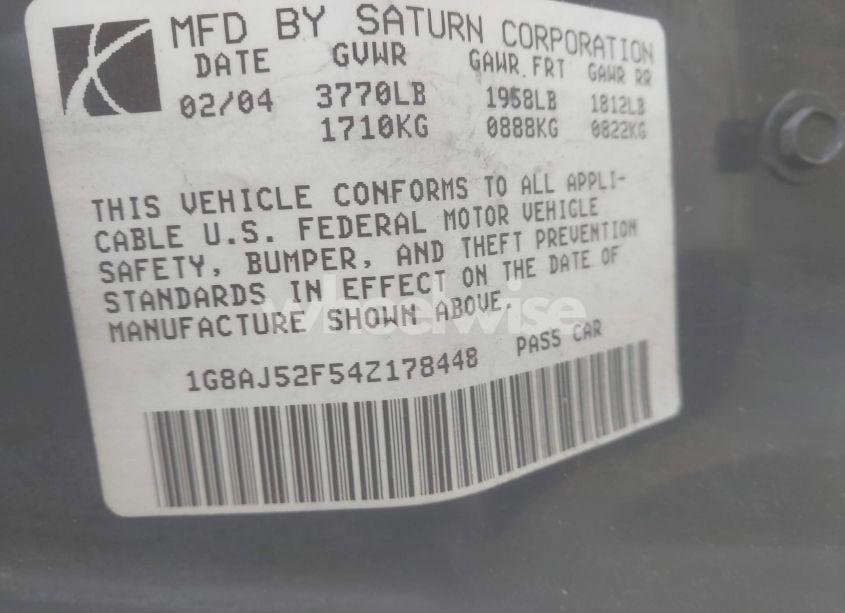 MFD BY SATURN CORPORATION
DATE GVWR GAWR FRT GAWR RR
02/04 3770LB 1958LB 1812LB
1710KG 0888KG 0822KG
THIS VEHICLE CONFORMS TO ALL APPLI-
CABLE U.S. FEDERAL MOTOR VEHICLE
SAFETY, BUMPER, AND THEFT PREVENTION
STANDARDS IN EFFECT ON THE DATE OF
MANUFACTURE SHOWN ABOVE.
wheelwise
1G8AJ52F54Z178448 PASS CAR